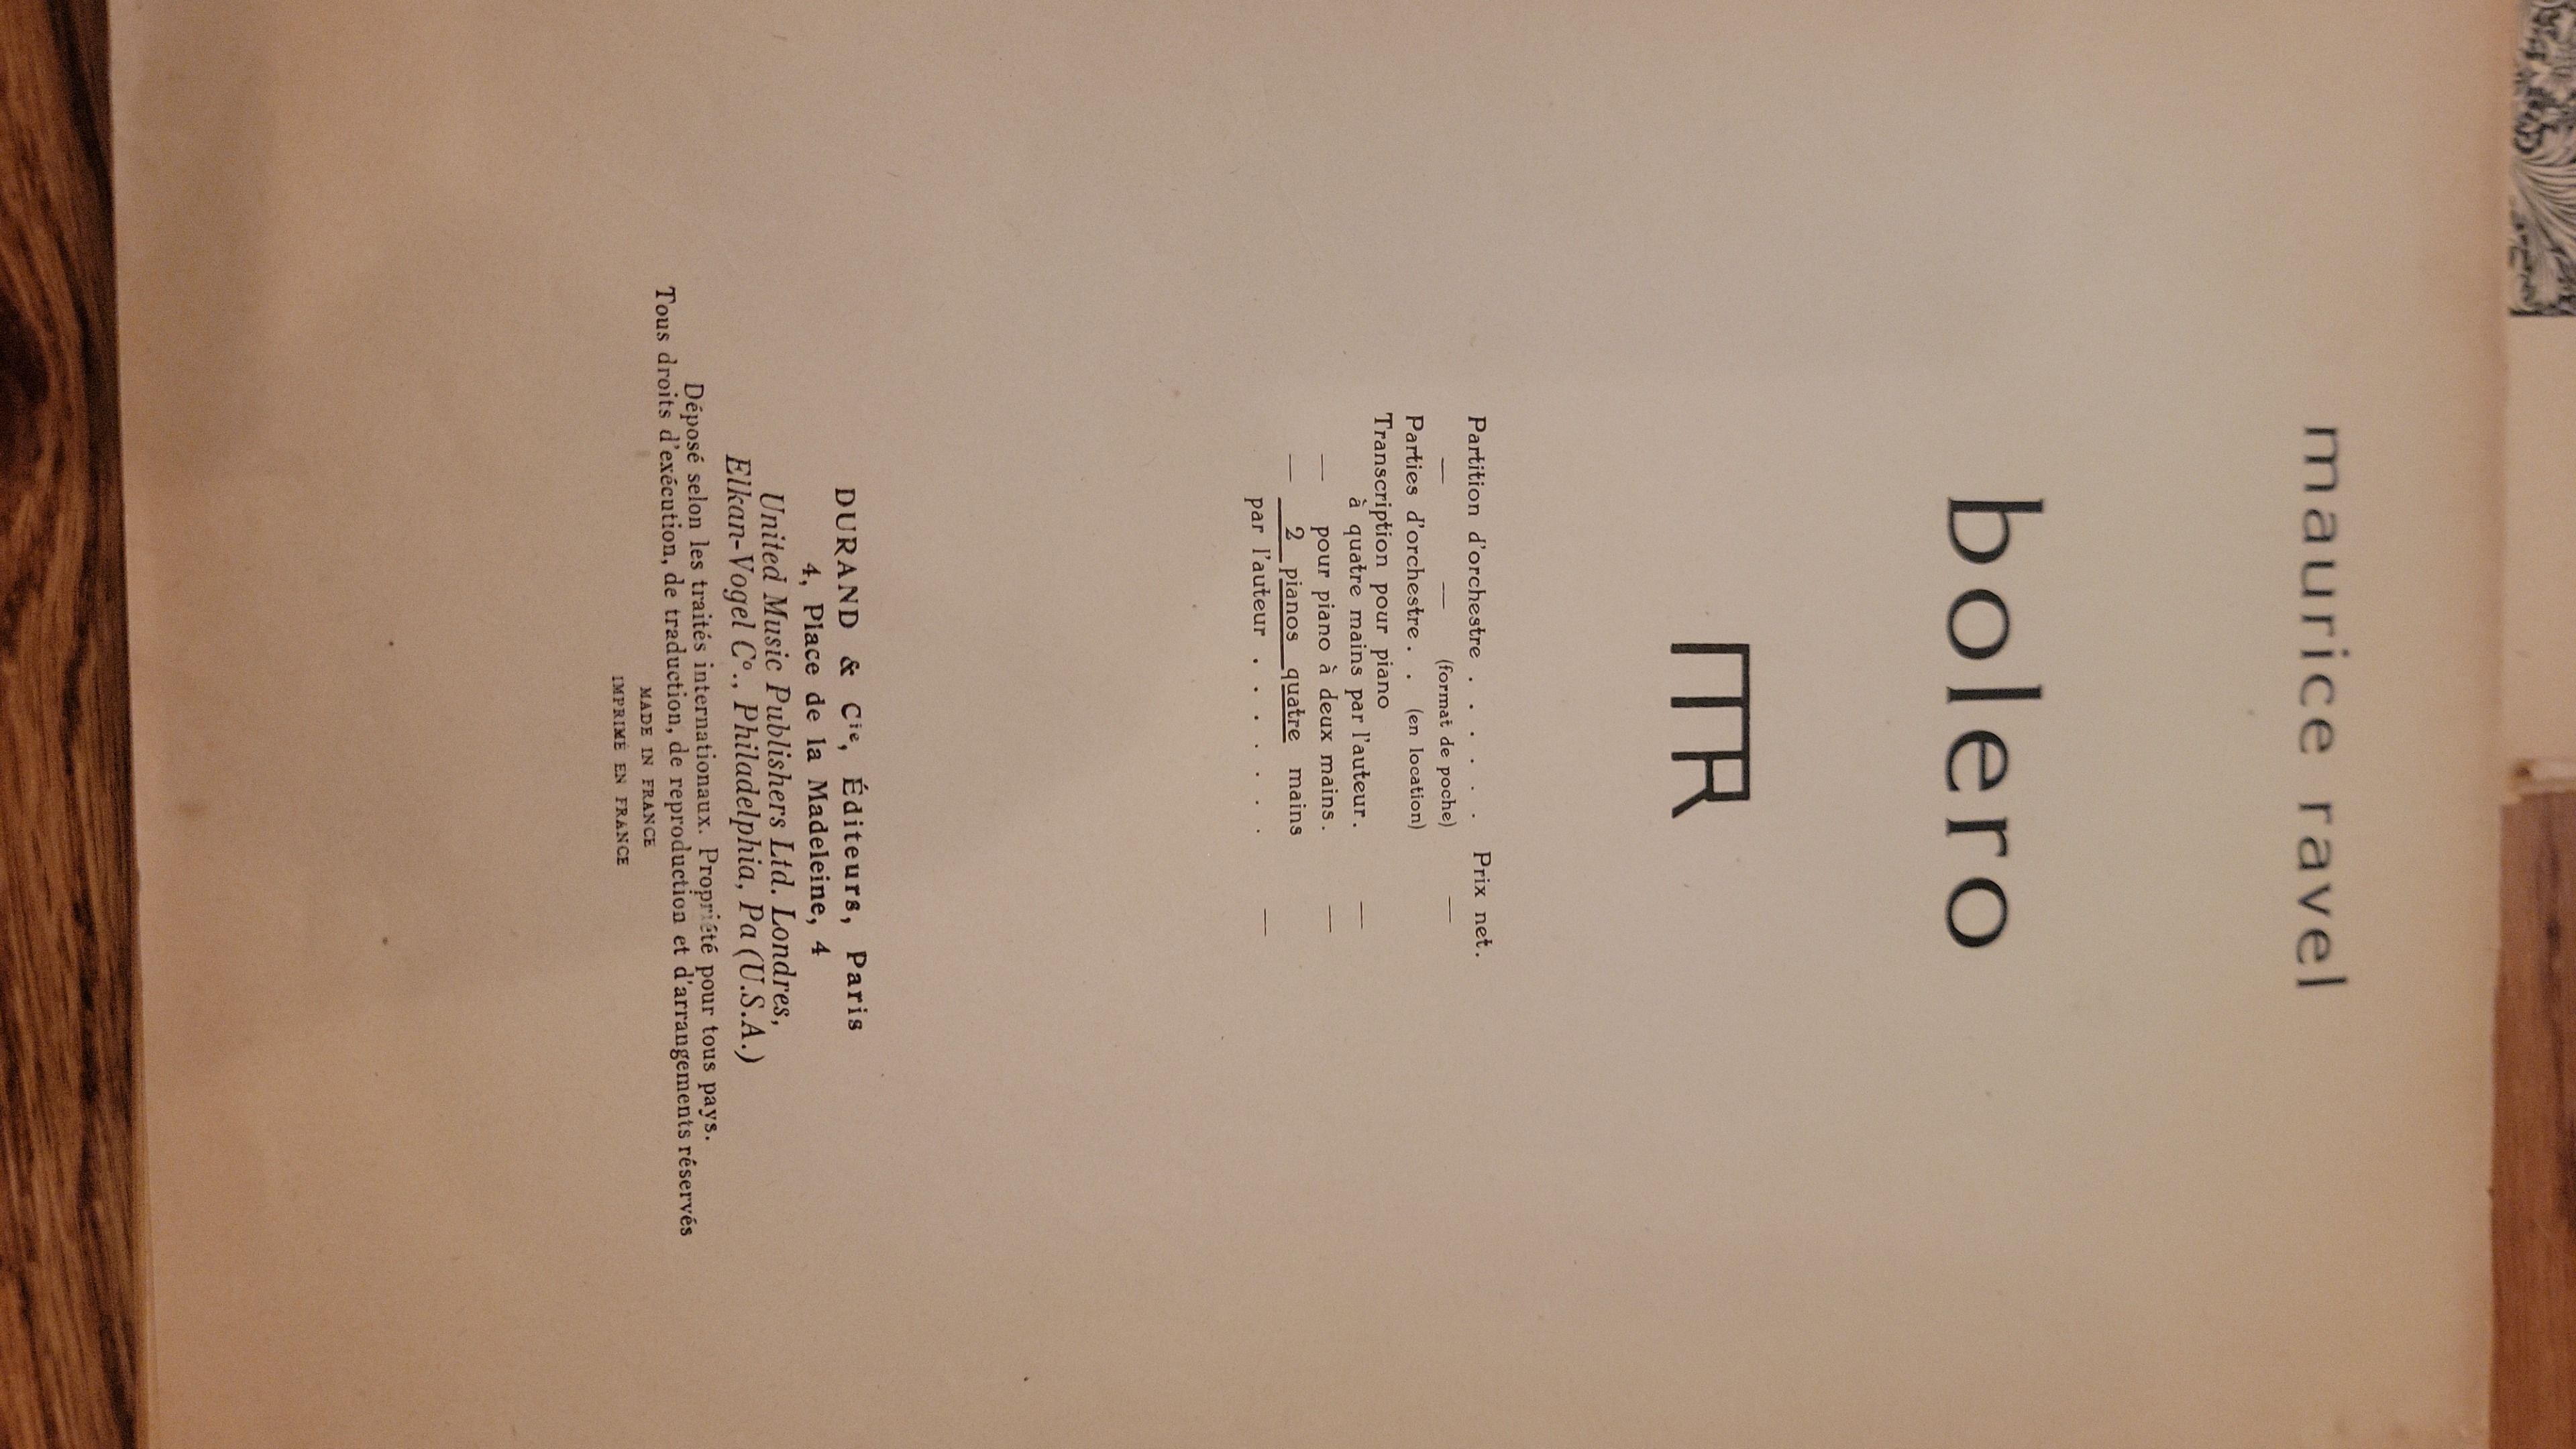 maurice ravel
bolero
MR
Partition d'orchestre . . . . . . Prix net.
— — (format de poche) —
Parties d'orchestre . . (en location)
Transcription pour piano
à quatre mains par l'auteur. —
— pour piano à deux mains. —
— 2 pianos quatre mains
par l'auteur . . . . . . . —
DURAND & Cie, Éditeurs, Paris
4, Place de la Madeleine, 4
United Music Publishers Ltd. Londres,
Elkan-Vogel Co., Philadelphia, Pa (U.S.A.)
Déposé selon les traités internationaux. Propriété pour tous pays.
Tous droits d'exécution, de traduction, de reproduction et d'arrangements réservés
MADE IN FRANCE
IMPRIMÉ EN FRANCE